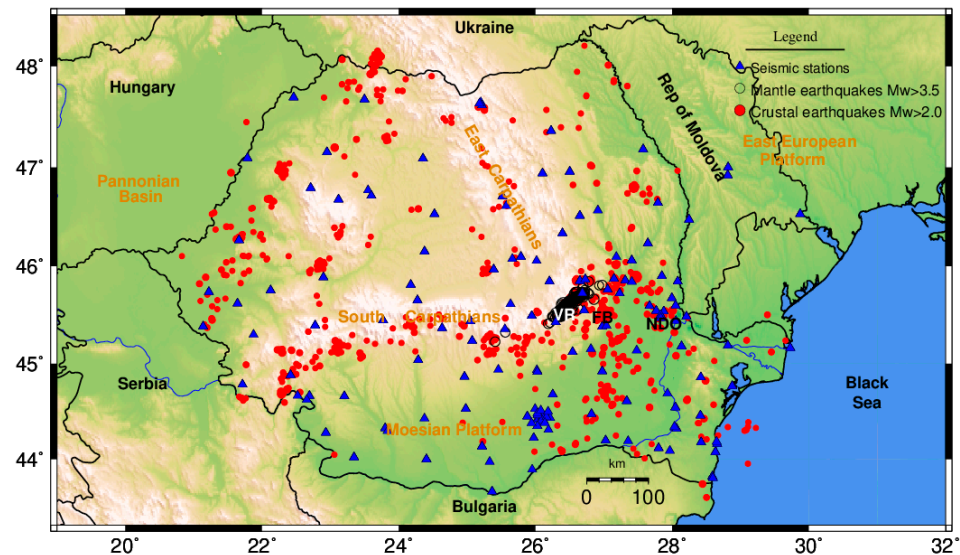 Ukraine
Legend
Seismic stations
Mantle earthquakes Mw>3.5
Crustal earthquakes Mw>2.0
Hungary
Rep of Moldova
East European
Platform
Pannonian
Basin
East Carpathians
South Carpathians
VR
FB
NDO
Serbia
Black
Sea
Moesian Platform
km
0 100
Bulgaria
48°
47°
46°
45°
44°
20° 22° 24° 26° 28° 30° 32°